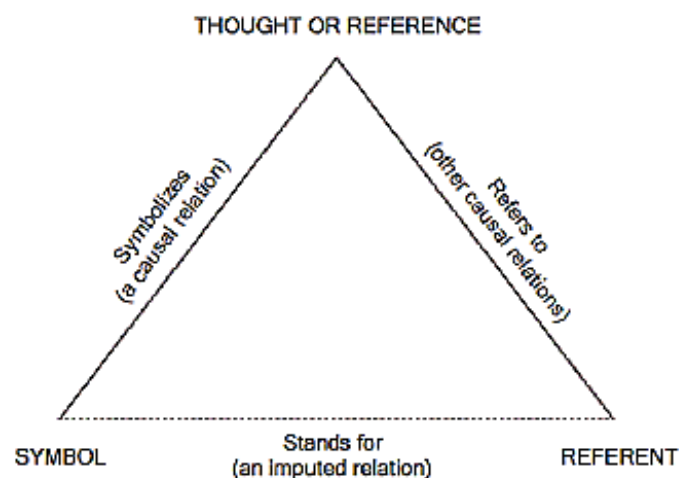 THOUGHT OR REFERENCE
Symbolizes
(a causal relation)
Refers to
(other causal relations)
SYMBOL
Stands for
(an imputed relation)
REFERENT